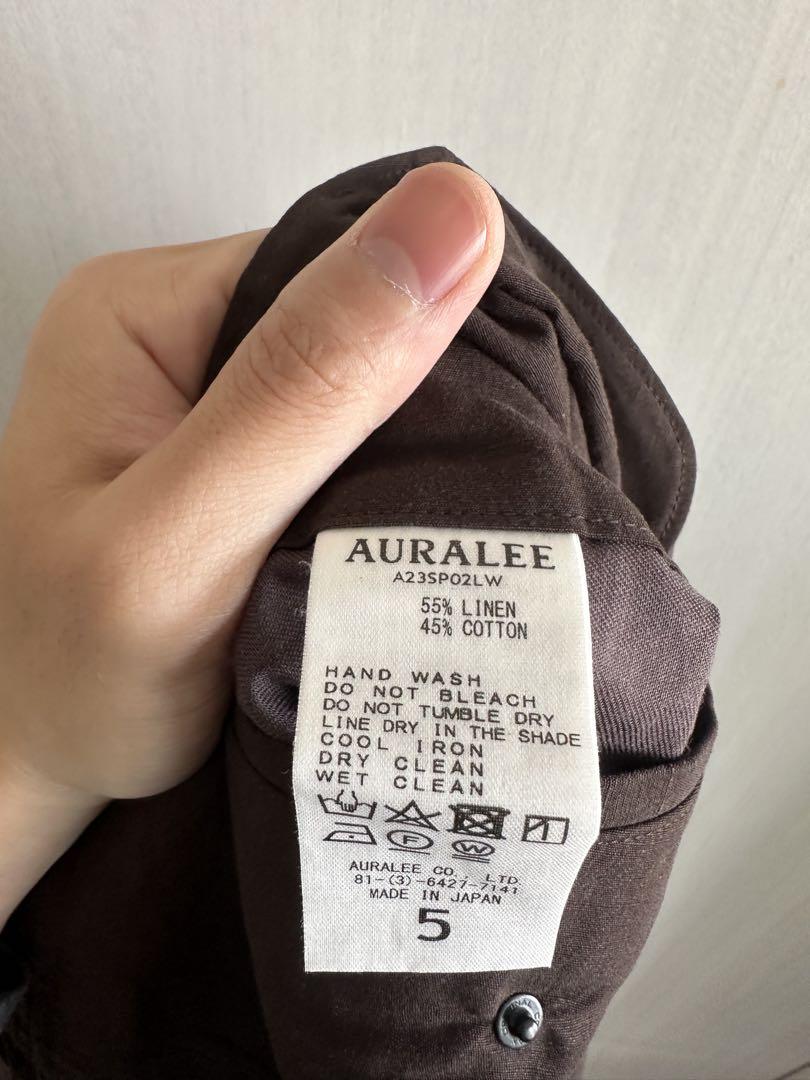 AURALEE
A23SP02LW
55% LINEN
45% COTTON
HAND WASH
DO NOT BLEACH
DO NOT TUMBLE DRY
LINE DRY IN THE SHADE
COOL IRON
DRY CLEAN
WET CLEAN
F W
AURALEE CO., LTD.
81-(3)-6427-7141
MADE IN JAPAN
5